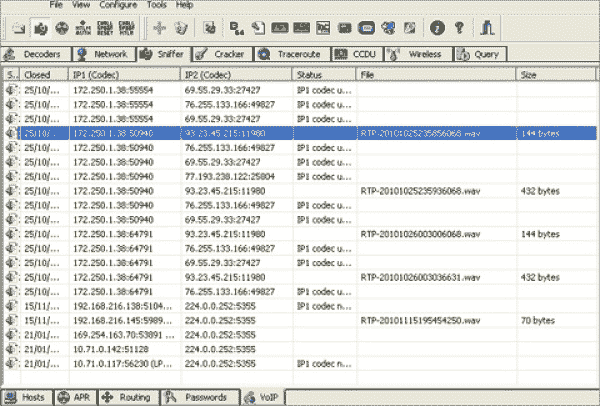 File View Configure Tools Help
Decoders Network Sniffer Cracker Traceroute CCDU Wireless Query
S.. Closed IP1 (Codec) IP2 (Codec) Status File Size
25/10/... 172.250.1.38:55554 69.55.29.33:27427 IP1 codec u...
25/10/... 172.250.1.38:55554 76.255.133.166:49827 IP1 codec u...
25/10/... 172.250.1.38:55554 69.55.29.33:27427 IP1 codec u...
25/10/... 172.250.1.38:50940 93.23.45.215:11980 RTP-20101025235856068.wav 144 bytes
25/10/... 172.250.1.38:50940 76.255.133.166:49827 IP1 codec u...
25/10/... 172.250.1.38:50940 69.55.29.33:27427 IP1 codec u...
25/10/... 172.250.1.38:50940 77.193.238.122:25804 IP1 codec u...
25/10/... 172.250.1.38:50940 93.23.45.215:11980 RTP-20101025235936068.wav 432 bytes
25/10/... 172.250.1.38:50940 76.255.133.166:49827 IP1 codec u...
25/10/... 172.250.1.38:50940 69.55.29.33:27427 IP1 codec u...
25/10/... 172.250.1.38:64791 93.23.45.215:11980 RTP-20101026003006068.wav 144 bytes
25/10/... 172.250.1.38:64791 76.255.133.166:49827 IP1 codec u...
25/10/... 172.250.1.38:64791 69.55.29.33:27427 IP1 codec u...
25/10/... 172.250.1.38:64791 93.23.45.215:11980 RTP-20101026003036631.wav 432 bytes
25/10/... 172.250.1.38:64791 76.255.133.166:49827 IP1 codec u...
15/11/... 192.168.216.138:5104... 224.0.0.252:5355 IP1 codec n...
15/11/... 192.168.216.145:5989... 224.0.0.252:5355 RTP-20101115195454250.wav 70 bytes
21/01/... 169.254.163.70:53891 ... 224.0.0.252:5355
21/01/... 10.71.0.142:51128 224.0.0.252:5355
21/01/... 10.71.0.117:56230 (LP... 224.0.0.252:5355 IP1 codec n...
Hosts APR Routing Passwords VoIP